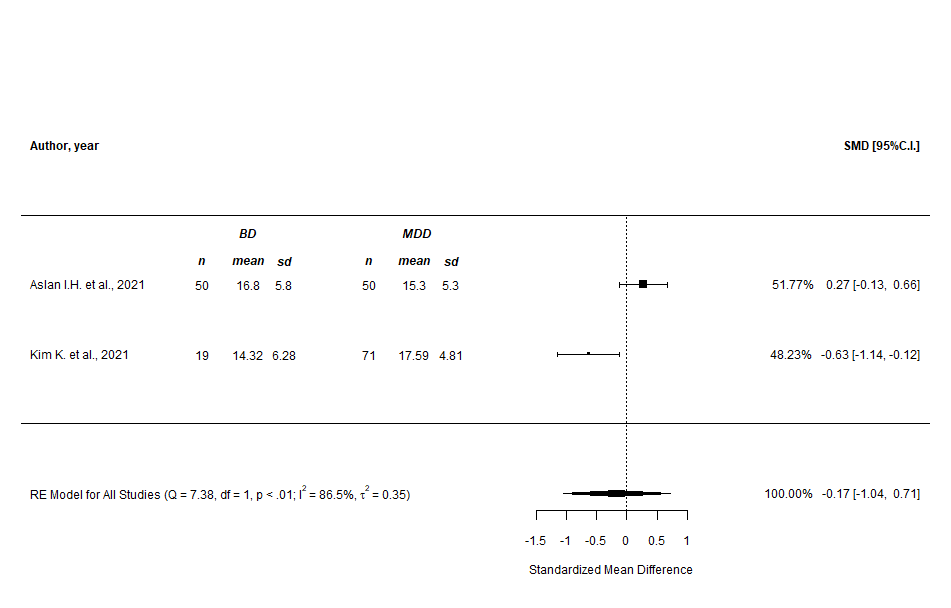 Author, year SMD [95%C.I.]
BD MDD
n mean sd n mean sd
Aslan I.H. et al., 2021 50 16.8 5.8 50 15.3 5.3 51.77% 0.27 [-0.13, 0.66]
Kim K. et al., 2021 19 14.32 6.28 71 17.59 4.81 48.23% -0.63 [-1.14, -0.12]
RE Model for All Studies (Q = 7.38, df = 1, p < .01; I² = 86.5%, τ² = 0.35) 100.00% -0.17 [-1.04, 0.71]
-1.5 -1 -0.5 0 0.5 1
Standardized Mean Difference